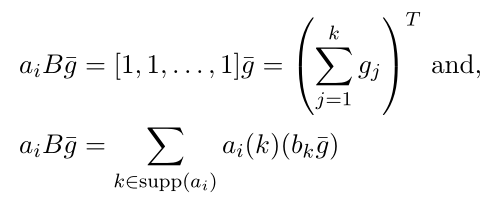 $a_i B\bar{g} = [1, 1, \ldots, 1]\bar{g} = \left(\sum_{j=1}^{k} g_j\right)^T$ and,
$a_i B\bar{g} = \sum_{k \in \mathrm{supp}(a_i)} a_i(k)(b_k \bar{g})$